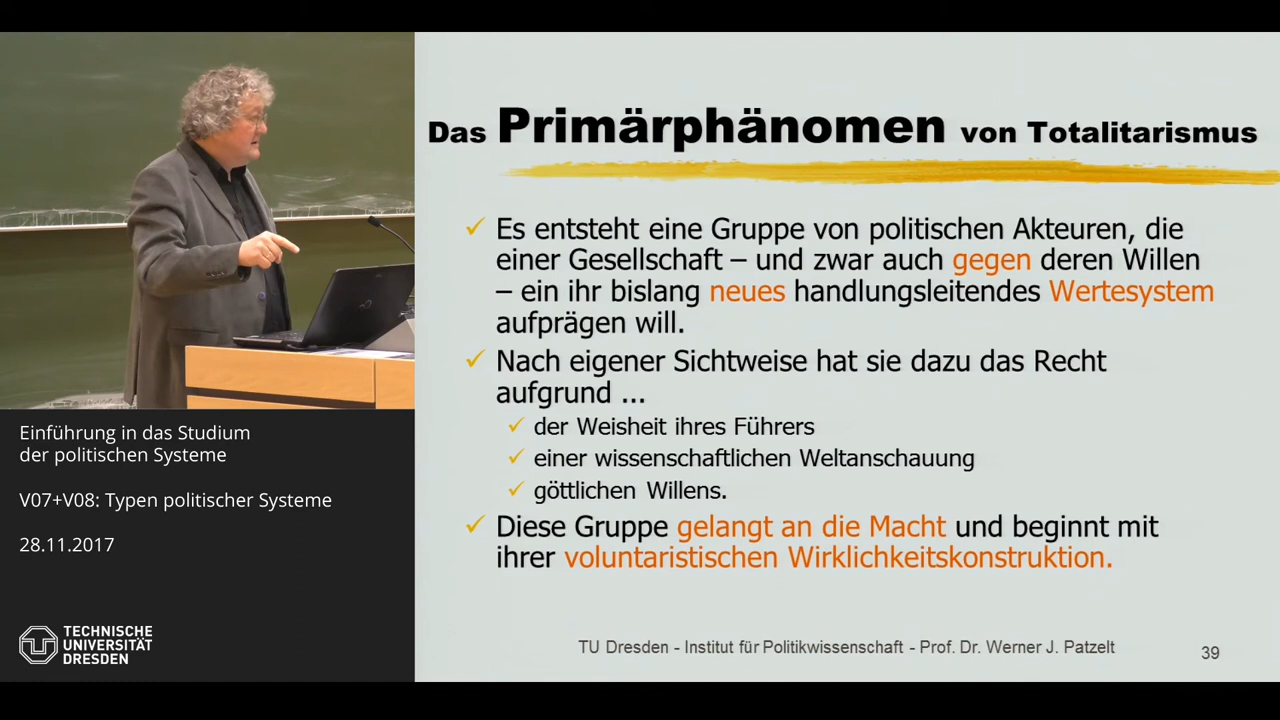 Das Primärphänomen von Totalitarismus
Es entsteht eine Gruppe von politischen Akteuren, die
einer Gesellschaft – und zwar auch gegen deren Willen
– ein ihr bislang neues handlungsleitendes Wertesystem
aufprägen will.
Nach eigener Sichtweise hat sie dazu das Recht
aufgrund ...
der Weisheit ihres Führers
einer wissenschaftlichen Weltanschauung
göttlichen Willens.
Diese Gruppe gelangt an die Macht und beginnt mit
ihrer voluntaristischen Wirklichkeitskonstruktion.
TU Dresden - Institut für Politikwissenschaft - Prof. Dr. Werner J. Patzelt
39
Einführung in das Studium
der politischen Systeme
V07+V08: Typen politischer Systeme
28.11.2017
TECHNISCHE
UNIVERSITÄT
DRESDEN